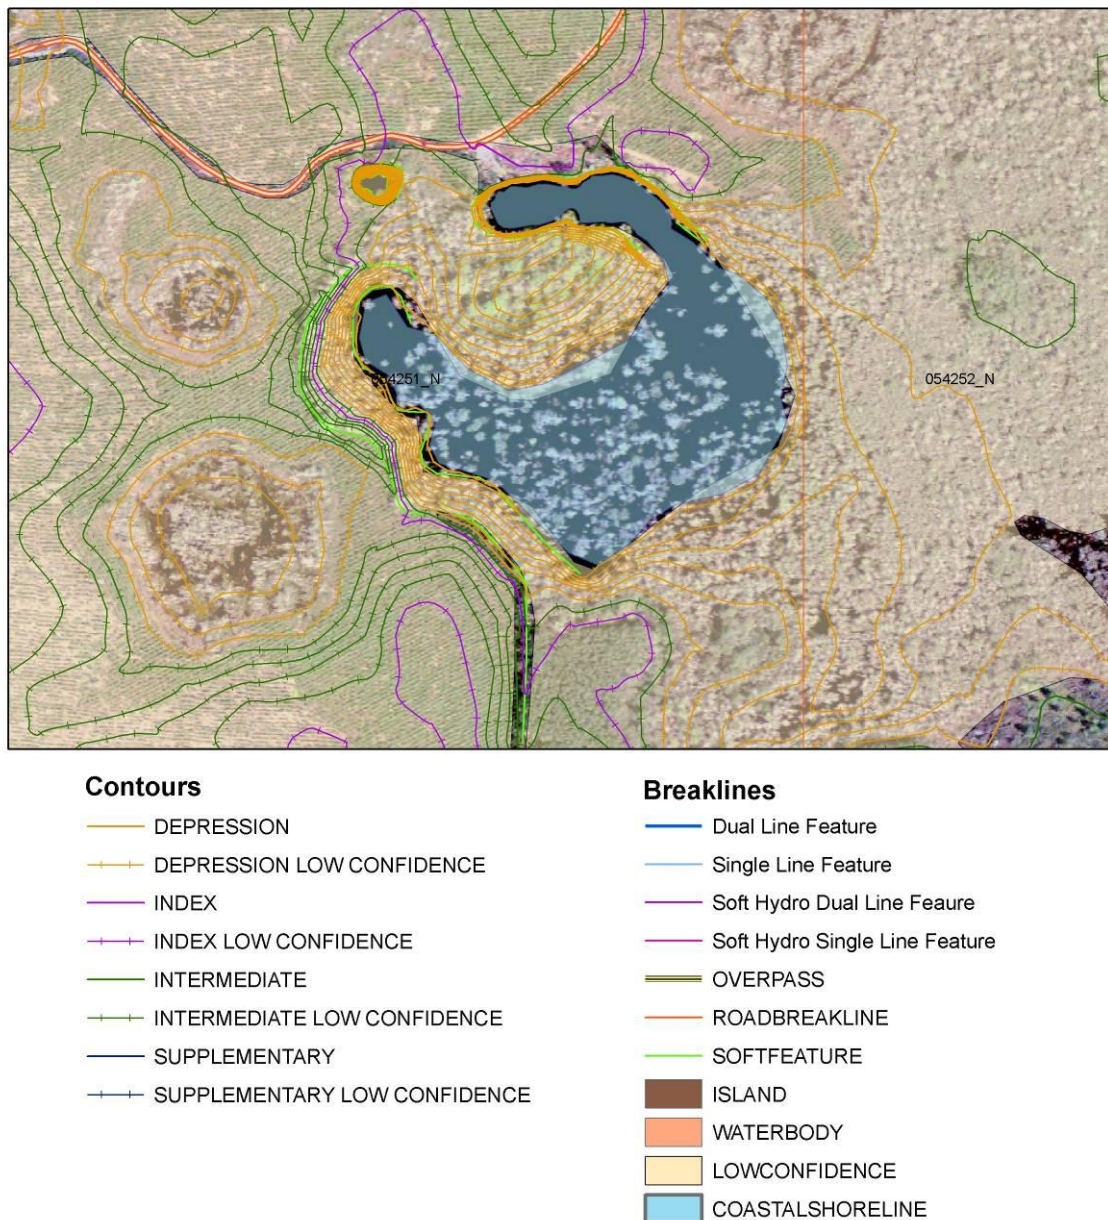 054251_N
054252_N
Contours
DEPRESSION
DEPRESSION LOW CONFIDENCE
INDEX
INDEX LOW CONFIDENCE
INTERMEDIATE
INTERMEDIATE LOW CONFIDENCE
SUPPLEMENTARY
SUPPLEMENTARY LOW CONFIDENCE
Breaklines
Dual Line Feature
Single Line Feature
Soft Hydro Dual Line Feaure
Soft Hydro Single Line Feature
OVERPASS
ROADBREAKLINE
SOFTFEATURE
ISLAND
WATERBODY
LOWCONFIDENCE
COASTALSHORELINE